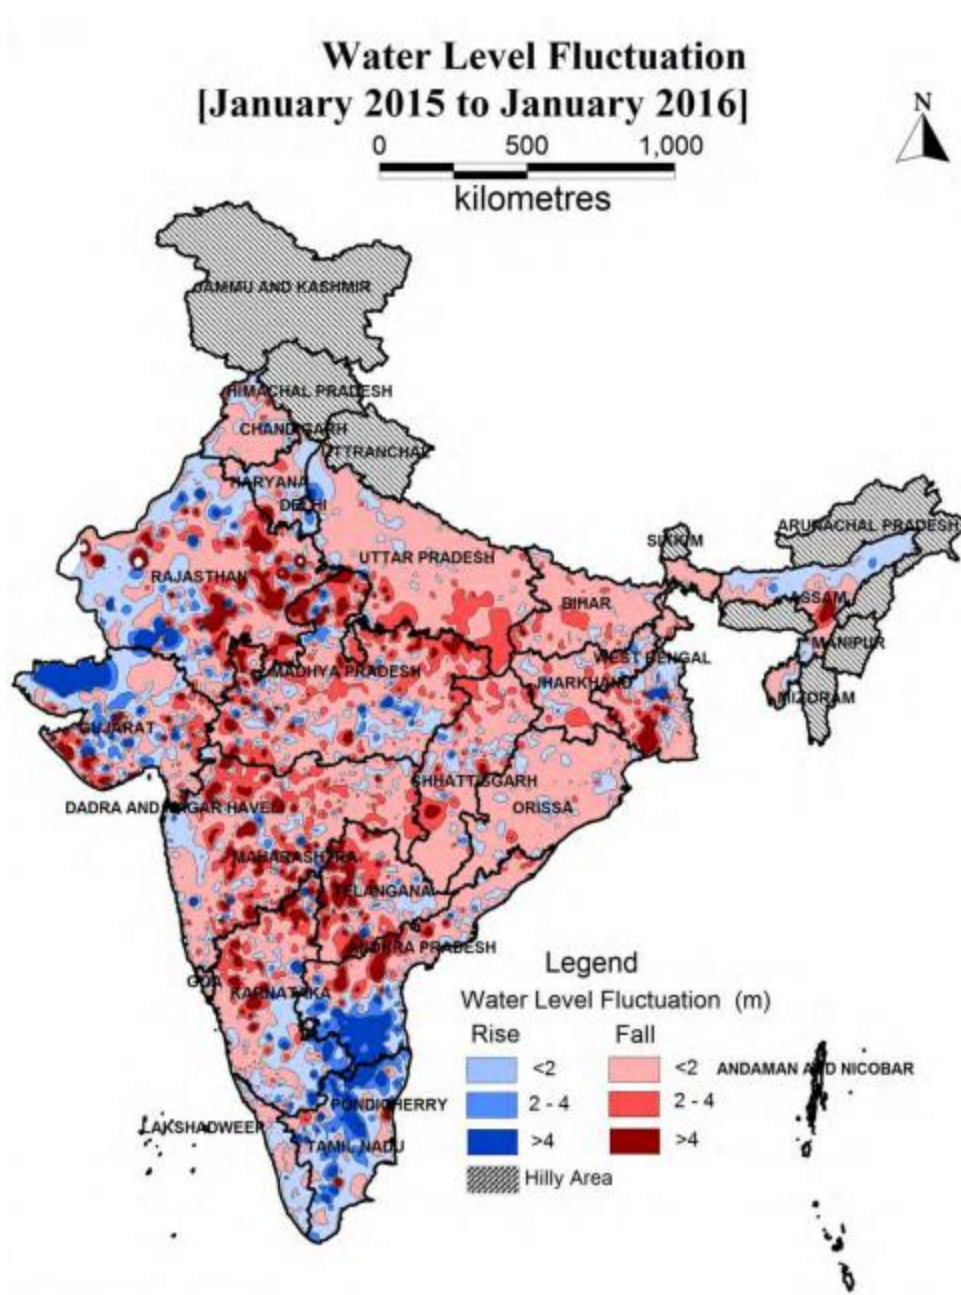 Water Level Fluctuation
[January 2015 to January 2016]
N
0 500 1,000
kilometres
JAMMU AND KASHMIR
HIMACHAL PRADESH
CHANDIGARH
UTTRANCHAL
HARYANA
DELHI
ARUNACHAL PRADESH
SIKKIM
UTTAR PRADESH
RAJASTHAN
ASSAM
BIHAR
MANIPUR
WEST BENGAL
MADHYA PRADESH
JHARKHAND
MIZORAM
GUJARAT
CHHATTISGARH
DADRA AND NAGAR HAVELI
ORISSA
MAHARASHTRA
TELANGANA
ANDHRA PRADESH
GOA
KARNATAKA
Legend
Water Level Fluctuation (m)
Rise Fall
<2 <2
2 - 4 2 - 4
>4 >4
Hilly Area
ANDAMAN AND NICOBAR
PONDICHERRY
LAKSHADWEEP
TAMIL NADU